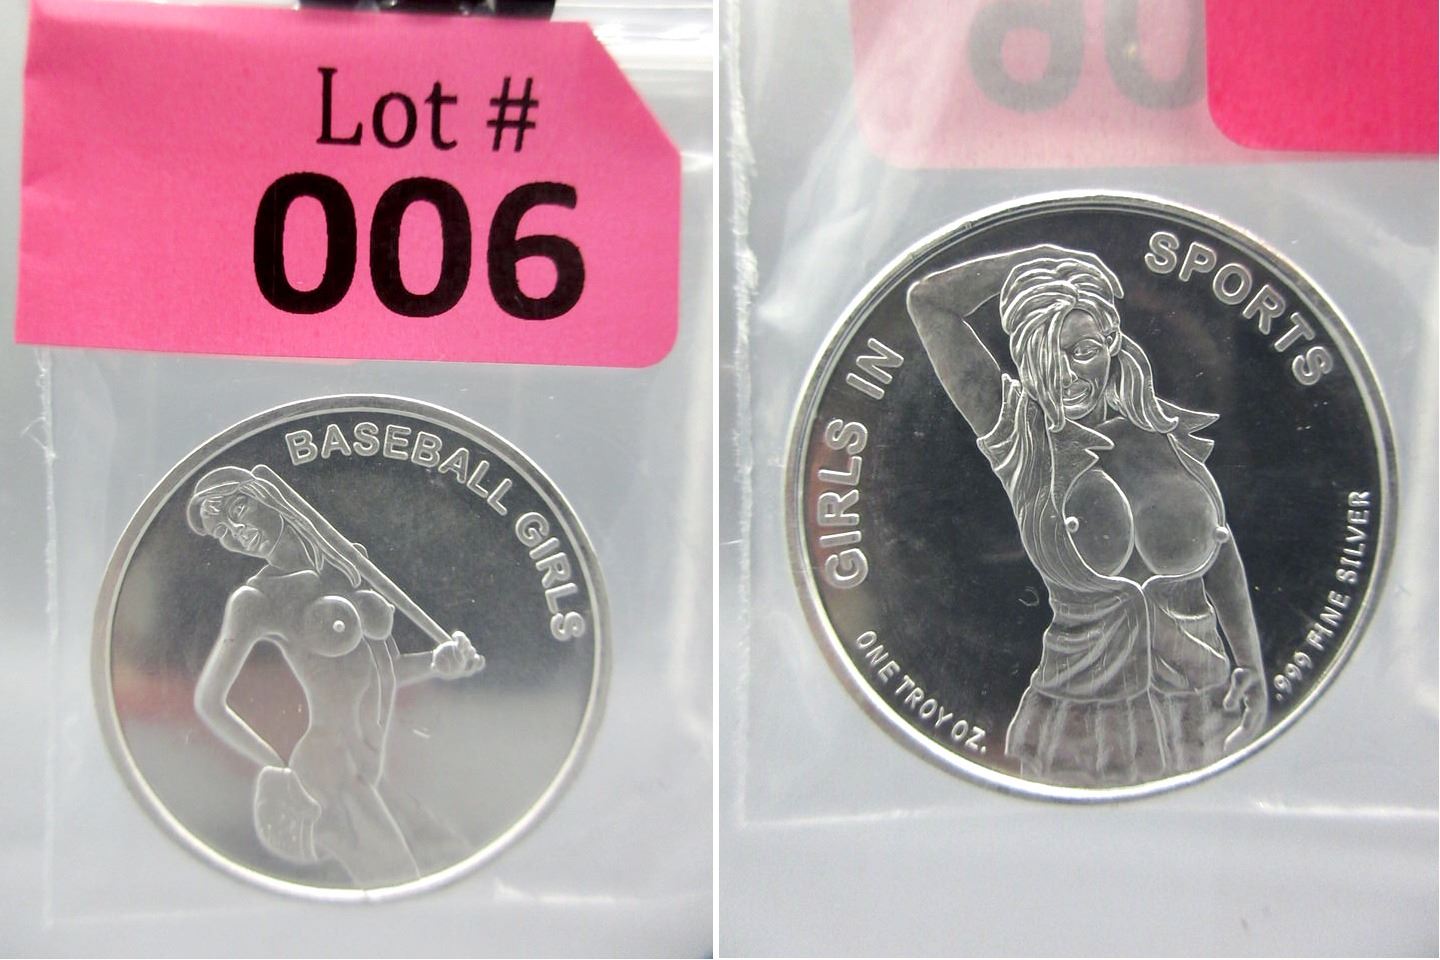 Lot #
006
BASEBALL GIRLS
GIRLS IN SPORTS
ONE TROY OZ.
.999 FINE SILVER